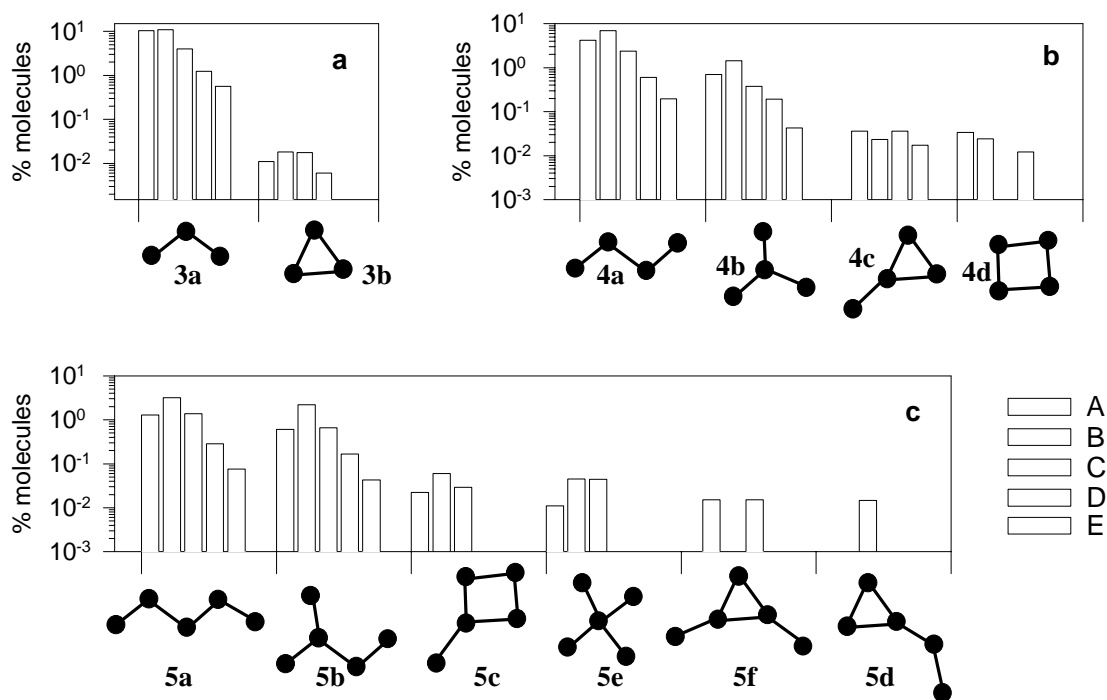 10^1
10^0
10^-1
10^-2
% molecules
a
3a
3b
10^1
10^0
10^-1
10^-2
10^-3
% molecules
b
4a
4b
4c
4d
10^1
10^0
10^-1
10^-2
10^-3
% molecules
c
5a
5b
5c
5e
5f
5d
A
B
C
D
E